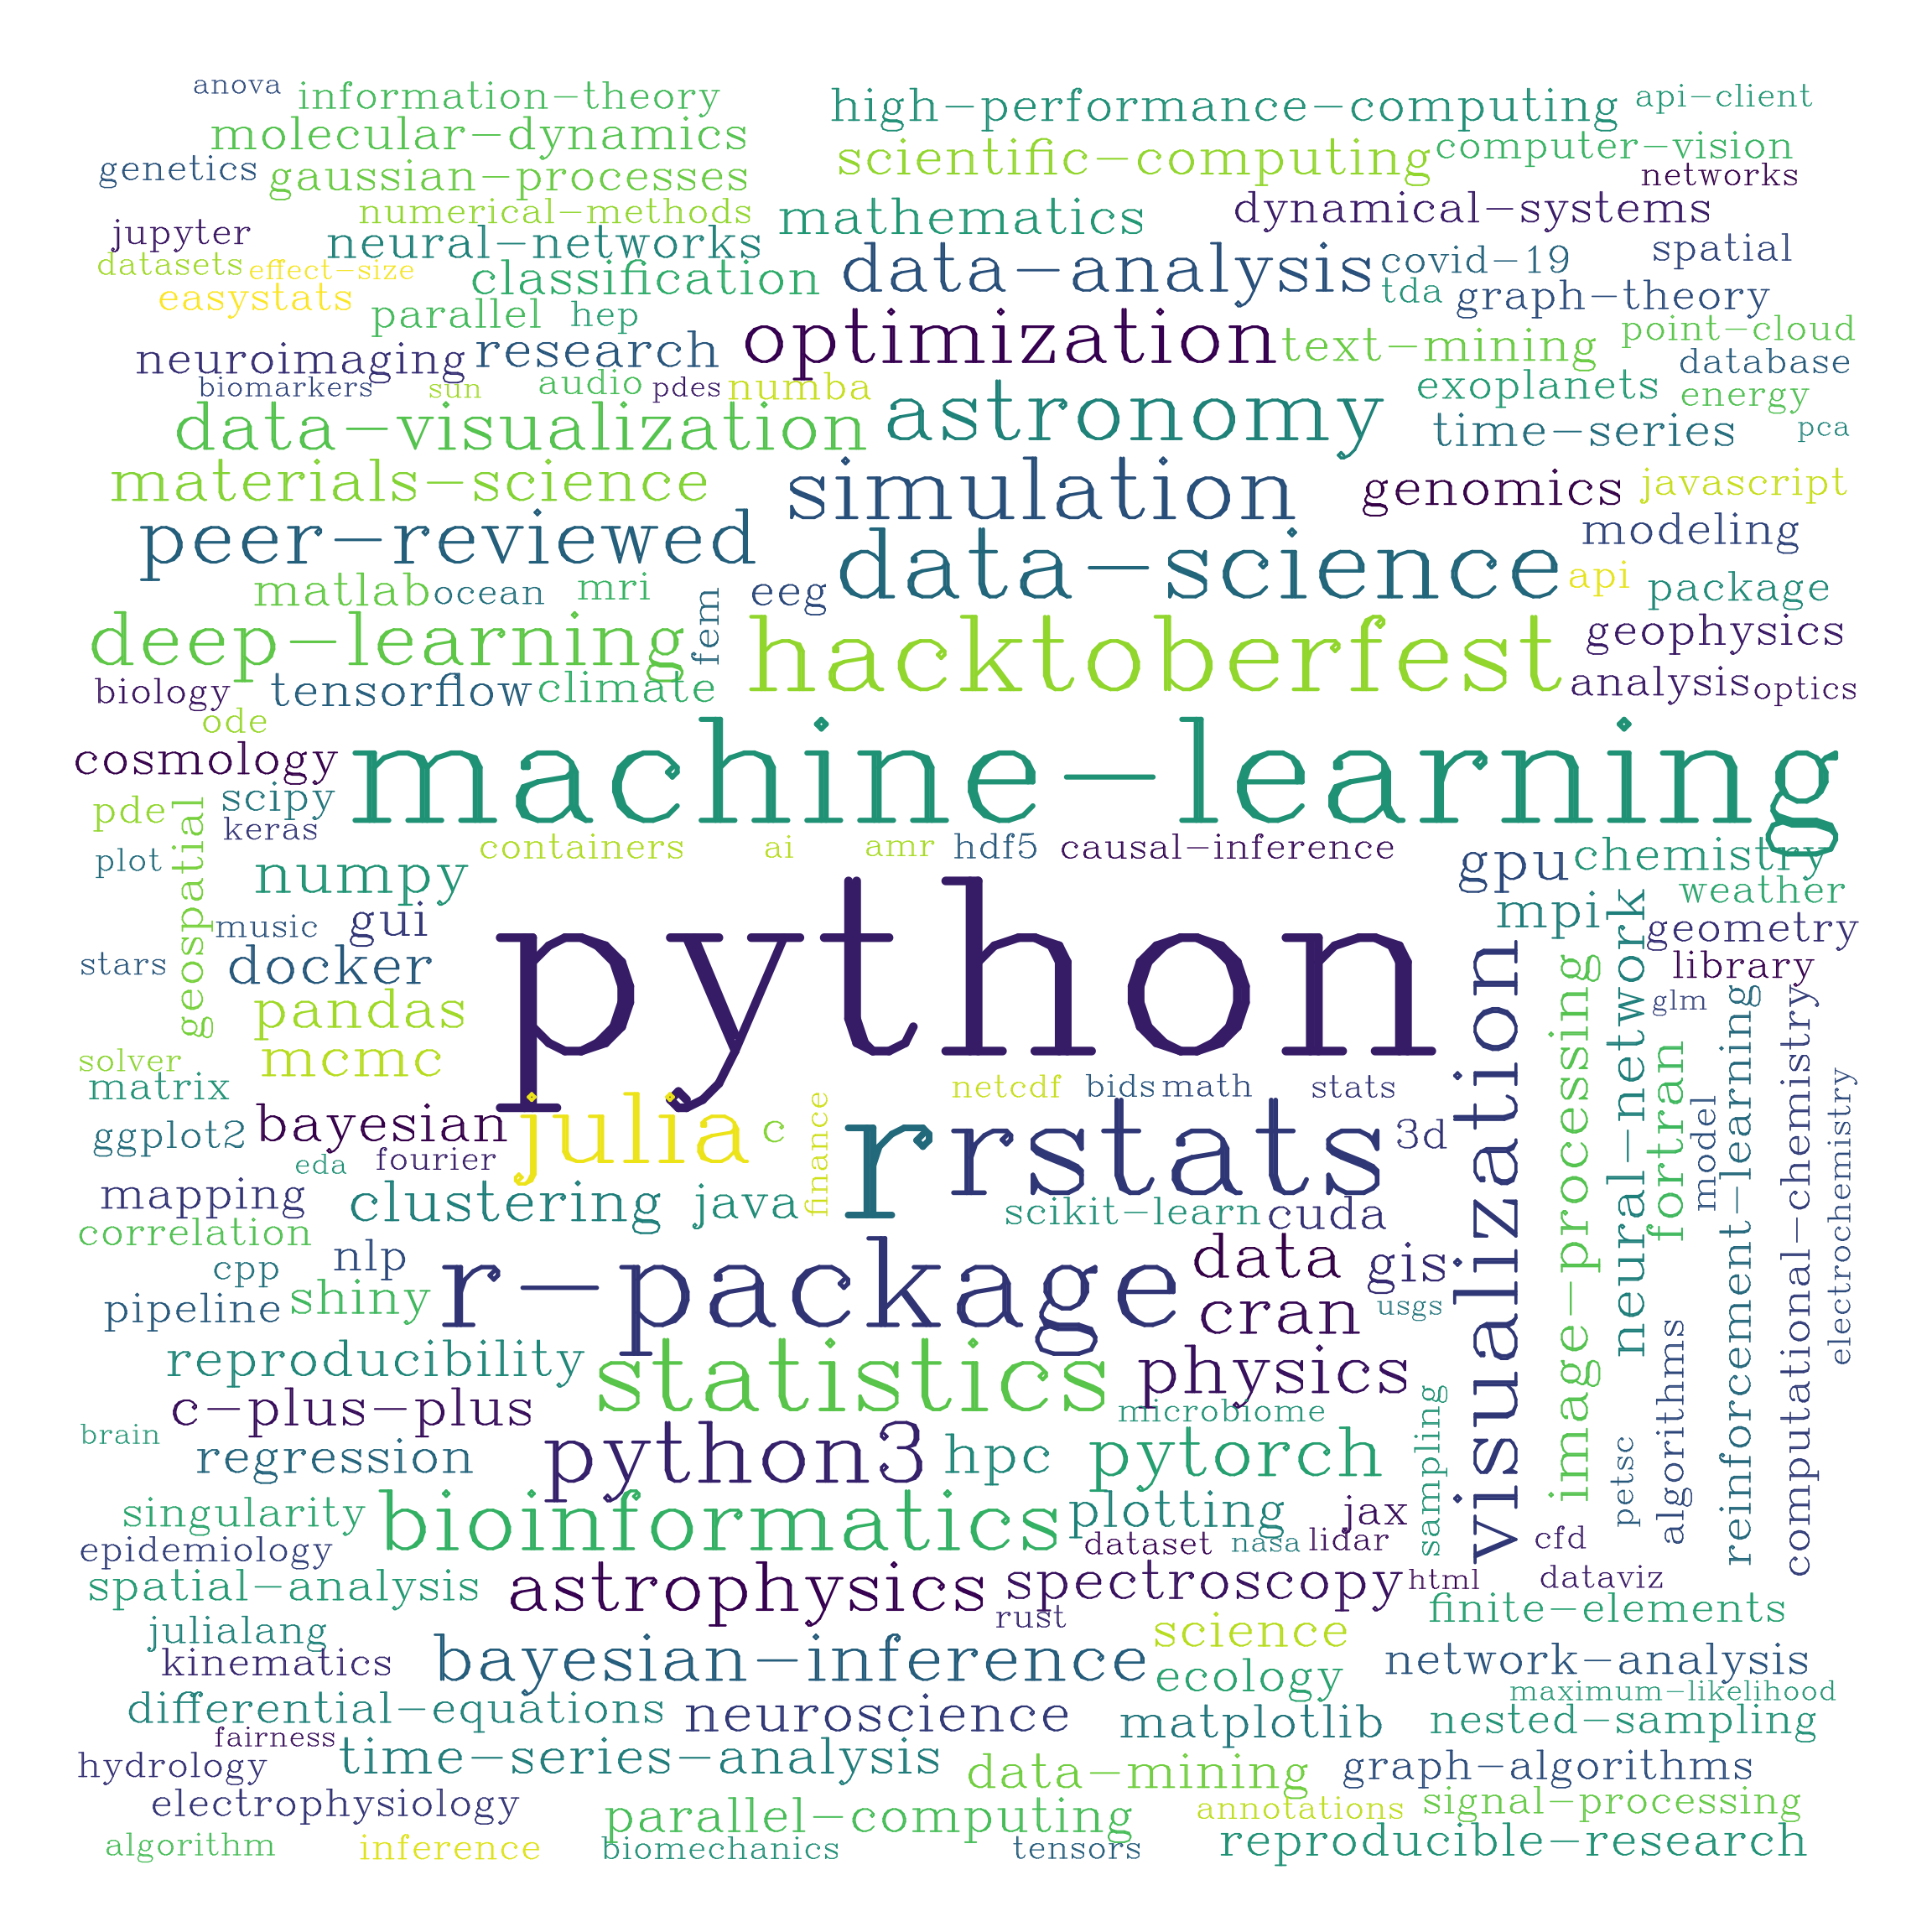 anova
information-theory
high-performance-computing
api-client
molecular-dynamics
scientific-computing
computer-vision
genetics
gaussian-processes
networks
numerical-methods
mathematics
dynamical-systems
jupyter
neural-networks
spatial
datasets
effect-size
classification
data-analysis
covid-19
easystats
tda
graph-theory
parallel
hep
optimization
text-mining
point-cloud
neuroimaging
research
database
biomarkers
sun
audio
pdes
numba
astronomy
exoplanets
energy
data-visualization
time-series
pca
materials-science
simulation
genomics
javascript
peer-reviewed
data-science
modeling
matlab
ocean
mri
fem
eeg
api
package
deep-learning
hacktoberfest
geophysics
biology
tensorflow
climate
analysis
optics
ode
machine-learning
cosmology
pde
geospatial
scipy
keras
plot
numpy
containers
ai
amr
hdf5
causal-inference
gpu
chemistry
weather
music
gui
python
mpi
neural-network
geometry
stars
docker
visualization
image-processing
library
pandas
glm
reinforcement-learning
computational-chemistry
solver
mcmc
netcdf
bids
math
stats
fortran
model
electrochemistry
matrix
ggplot2
bayesian
julia
c
finance
r
rstats
3d
eda
fourier
mapping
clustering
java
scikit-learn
cuda
correlation
nlp
r-package
data
gis
cpp
pipeline
shiny
cran
usgs
reproducibility
statistics
physics
algorithms
c-plus-plus
microbiome
sampling
brain
regression
python3
hpc
pytorch
petsc
singularity
bioinformatics
plotting
jax
epidemiology
dataset
nasa
lidar
cfd
spatial-analysis
astrophysics
spectroscopy
html
dataviz
julialang
rust
science
finite-elements
kinematics
bayesian-inference
ecology
network-analysis
maximum-likelihood
differential-equations
neuroscience
matplotlib
nested-sampling
fairness
hydrology
time-series-analysis
data-mining
graph-algorithms
electrophysiology
parallel-computing
annotations
signal-processing
algorithm
inference
biomechanics
tensors
reproducible-research